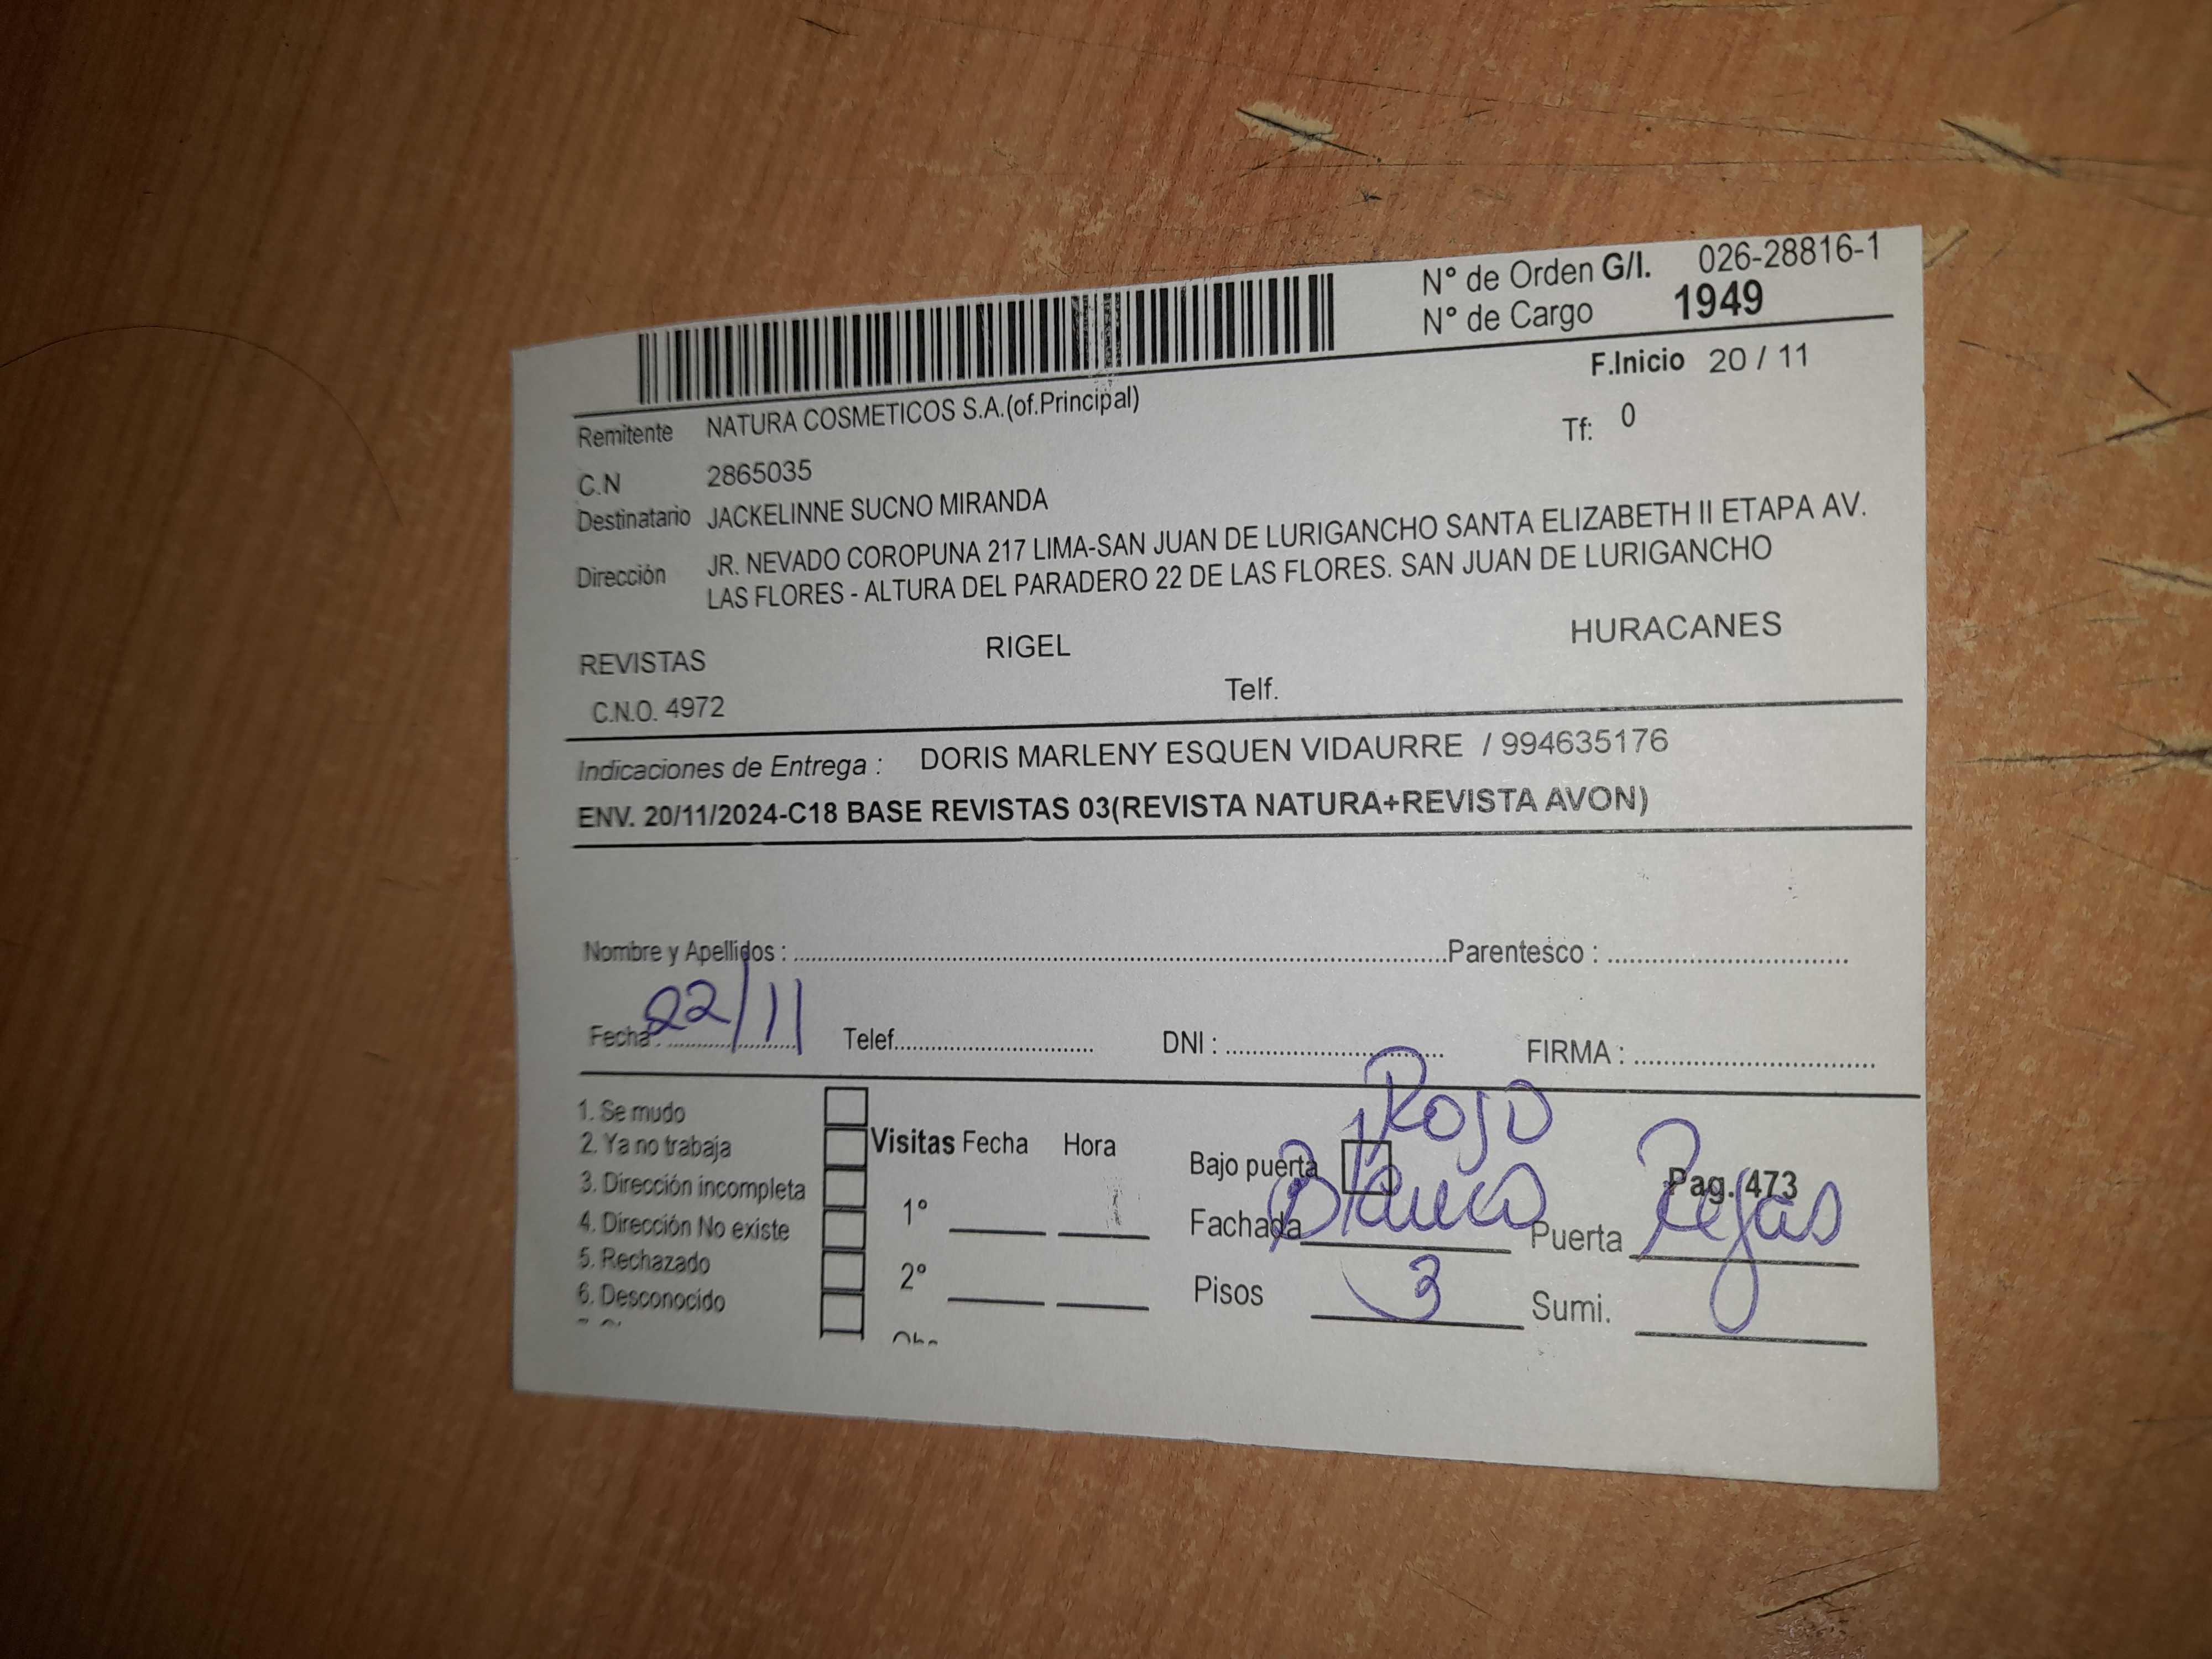 N° de Orden G/I. 026-28816-1
N° de Cargo 1949
F.Inicio 20 / 11
Remitente NATURA COSMETICOS S.A.(of.Principal)
Tf: 0
C.N 2865035
Destinatario JACKELINNE SUCNO MIRANDA
Dirección JR. NEVADO COROPUNA 217 LIMA-SAN JUAN DE LURIGANCHO SANTA ELIZABETH II ETAPA AV.
LAS FLORES - ALTURA DEL PARADERO 22 DE LAS FLORES. SAN JUAN DE LURIGANCHO
REVISTAS RIGEL HURACANES
C.N.O. 4972 Telf.
Indicaciones de Entrega : DORIS MARLENY ESQUEN VIDAURRE / 994635176
ENV. 20/11/2024-C18 BASE REVISTAS 03(REVISTA NATURA+REVISTA AVON)
Nombre y Apellidos : Parentesco :
Fecha : 22/11 Telef. DNI : FIRMA :
1. Se mudo
2. Ya no trabaja
3. Dirección incompleta
4. Dirección No existe
5. Rechazado
6. Desconocido
Visitas Fecha Hora
1°
2°
Rojo
Bajo puerta Pag. 473
Fachada Blanco Puerta Rejas
Pisos 3 Sumi.